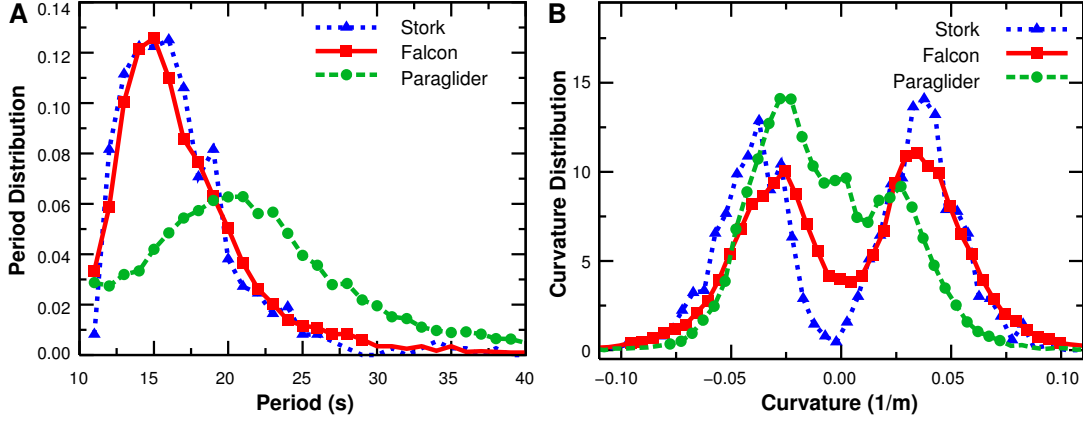 A
Stork
Falcon
Paraglider
Period Distribution
0.14
0.12
0.10
0.08
0.06
0.04
0.02
0.00
10
15
20
25
30
35
40
Period (s)
B
Stork
Falcon
Paraglider
Curvature Distribution
15
10
5
0
−0.10
−0.05
0.00
0.05
0.10
Curvature (1/m)